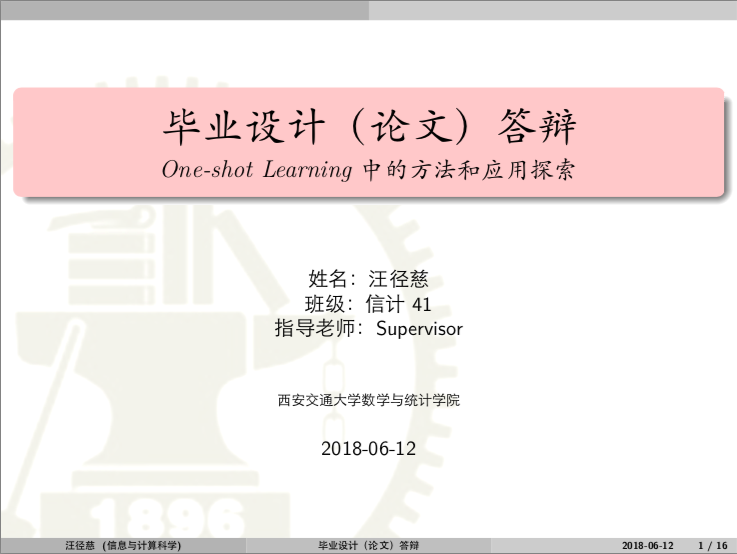 毕业设计（论文）答辩
One-shot Learning 中的方法和应用探索
姓名：汪径慈
班级：信计 41
指导老师：Supervisor
西安交通大学数学与统计学院
2018-06-12
1896
汪径慈 (信息与计算科学) 毕业设计（论文）答辩 2018-06-12 1 / 16